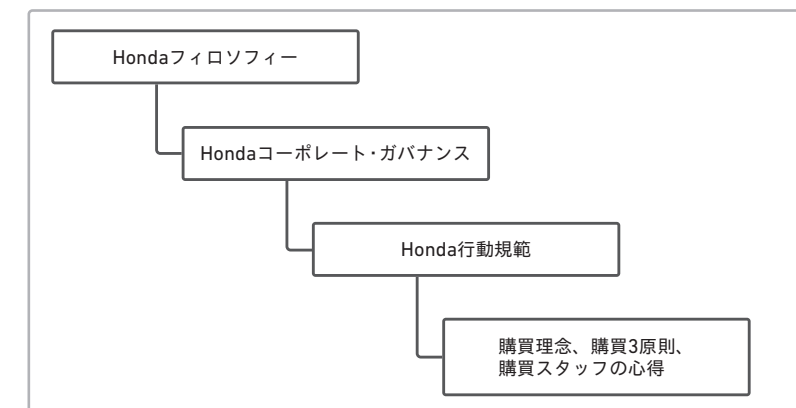 Hondaフィロソフィー
Hondaコーポレート・ガバナンス
Honda行動規範
購買理念、購買3原則、
購買スタッフの心得